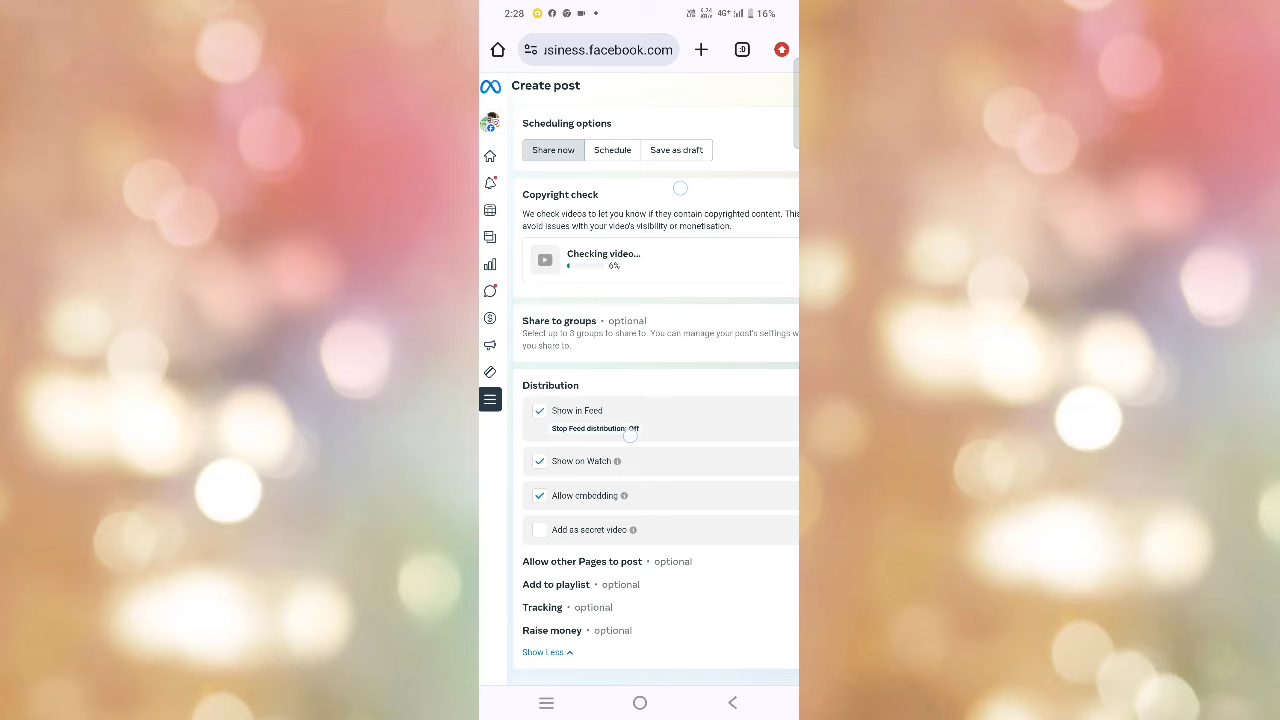 2:28
4G+
16%
usiness.facebook.com
:D
Create post
Scheduling options
Share now
Schedule
Save as draft
Copyright check
We check videos to let you know if they contain copyrighted content. This
avoid issues with your video's visibility or monetisation.
Checking video...
6%
Share to groups • optional
Select up to 3 groups to share to. You can manage your post's settings w
you share to.
Distribution
Show in Feed
Stop Feed distribution: Off
Show on Watch
Allow embedding
Add as secret video
Allow other Pages to post • optional
Add to playlist • optional
Tracking • optional
Raise money • optional
Show Less